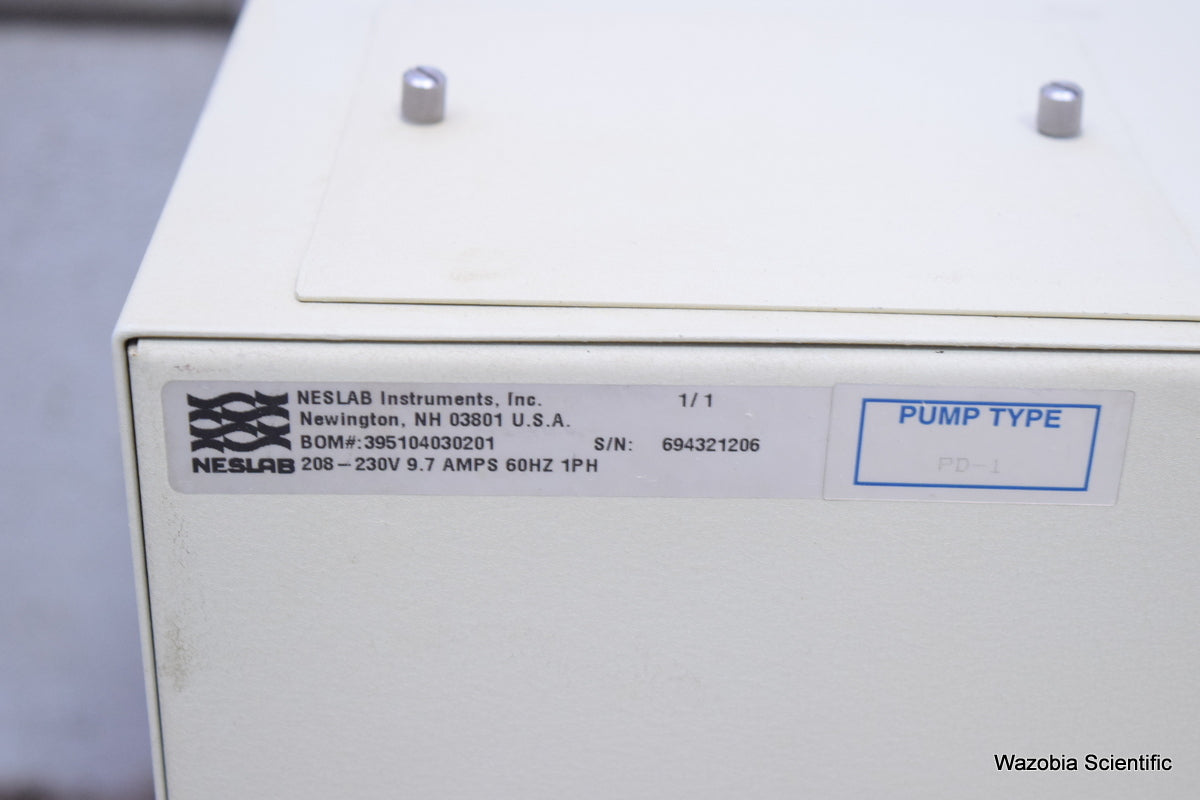 NESLAB Instruments, Inc. 1/1
Newington, NH 03801 U.S.A.
BOM#:395104030201 S/N: 694321206
NESLAB 208-230V 9.7 AMPS 60HZ 1PH
PUMP TYPE
PD-1
Wazobia Scientific